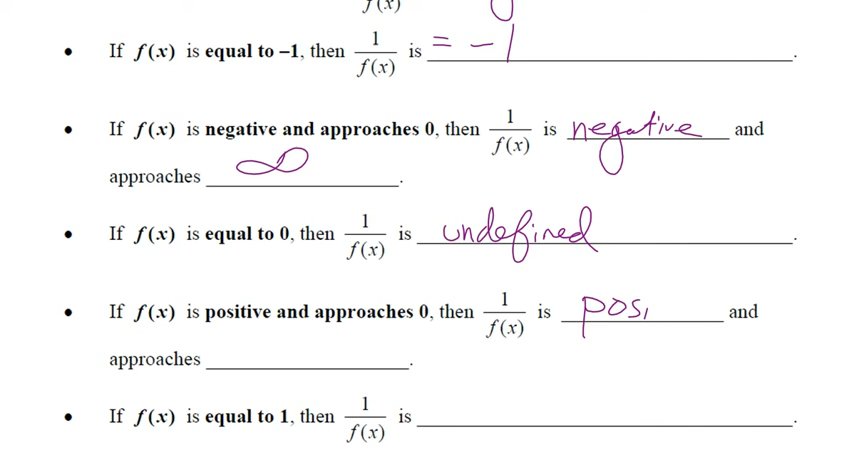 f(x)
• If f(x) is equal to –1, then 1/f(x) is = -1.
• If f(x) is negative and approaches 0, then 1/f(x) is negative and
approaches ∞.
• If f(x) is equal to 0, then 1/f(x) is undefined.
• If f(x) is positive and approaches 0, then 1/f(x) is posi and
approaches ____.
• If f(x) is equal to 1, then 1/f(x) is ____.